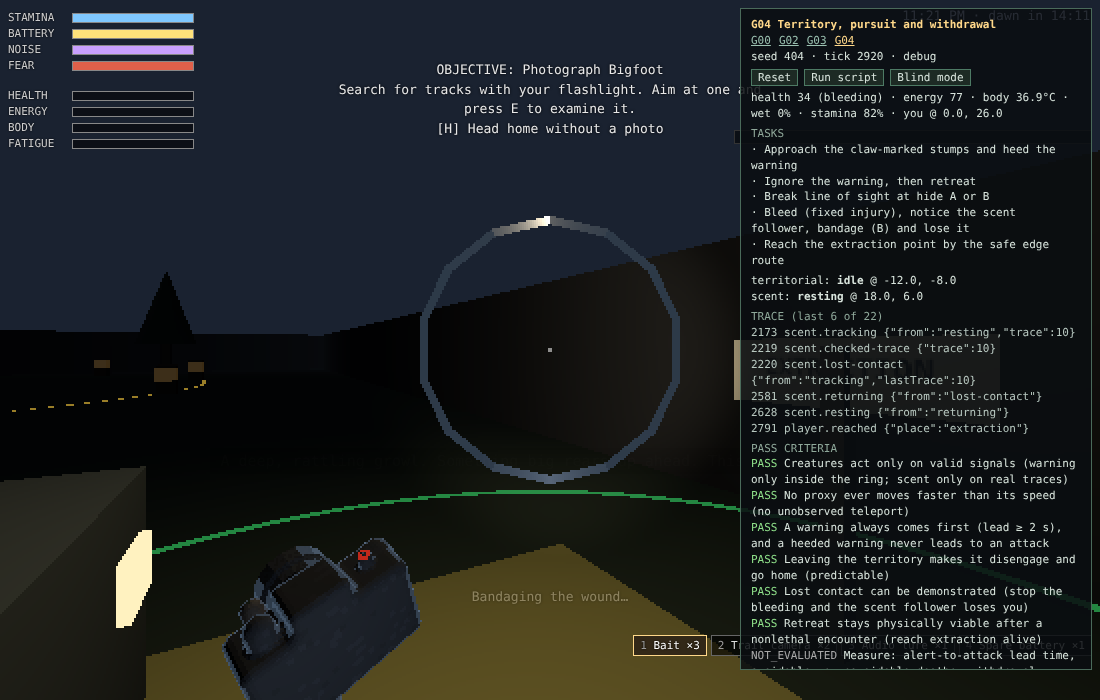 STAMINA
BATTERY
NOISE
FEAR
HEALTH
ENERGY
BODY
FATIGUE
OBJECTIVE: Photograph Bigfoot
Search for tracks with your flashlight. Aim at one and
press E to examine it.
[H] Head home without a photo
11:21 PM · dawn in 14:11
G04 Territory, pursuit and withdrawal
G00 G02 G03 G04
seed 404 · tick 2920 · debug
Reset Run script Blind mode
health 34 (bleeding) · energy 77 · body 36.9°C ·
wet 0% · stamina 82% · you @ 0.0, 26.0
TASKS
· Approach the claw-marked stumps and heed the
warning
· Ignore the warning, then retreat
· Break line of sight at hide A or B
· Bleed (fixed injury), notice the scent
follower, bandage (B) and lose it
· Reach the extraction point by the safe edge
route
territorial: idle @ -12.0, -8.0
scent: resting @ 18.0, 6.0
TRACE (last 6 of 22)
2173 scent.tracking {"from":"resting","trace":10}
2219 scent.checked-trace {"trace":10}
2220 scent.lost-contact
{"from":"tracking","lastTrace":10}
2581 scent.returning {"from":"lost-contact"}
2628 scent.resting {"from":"returning"}
2791 player.reached {"place":"extraction"}
PASS CRITERIA
PASS Creatures act only on valid signals (warning
only inside the ring; scent only on real traces)
PASS No proxy ever moves faster than its speed
(no unobserved teleport)
PASS A warning always comes first (lead ≥ 2 s),
and a heeded warning never leads to an attack
PASS Leaving the territory makes it disengage and
go home (predictable)
PASS Lost contact can be demonstrated (stop the
bleeding and the scent follower loses you)
PASS Retreat stays physically viable after a
nonlethal encounter (reach extraction alive)
NOT_EVALUATED Measure: alert-to-attack lead time,
Bandaging the wound…
1 Bait ×3
2 Trail camera ×2